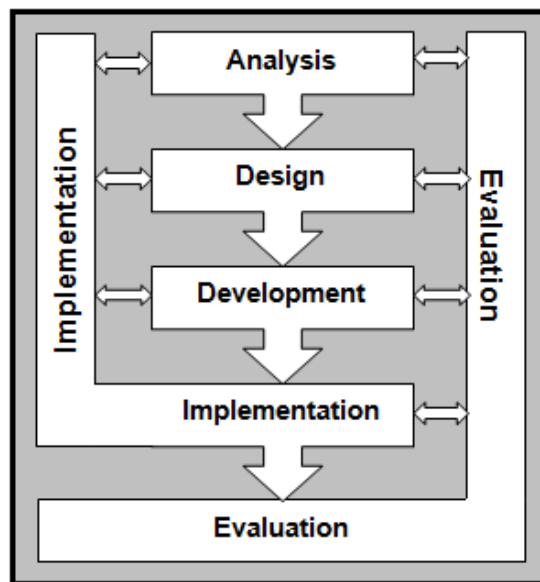 Analysis
Design
Development
Implementation
Evaluation
Implementation
Evaluation